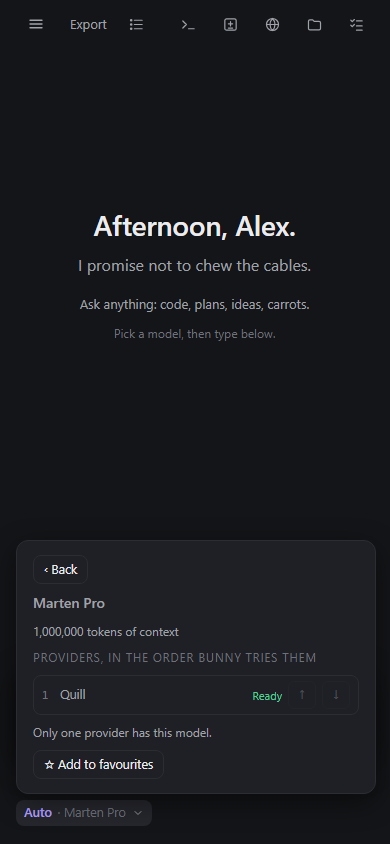 Export
Afternoon, Alex.
I promise not to chew the cables.
Ask anything: code, plans, ideas, carrots.
Pick a model, then type below.
‹ Back
Marten Pro
1,000,000 tokens of context
PROVIDERS, IN THE ORDER BUNNY TRIES THEM
1 Quill Ready ↑ ↓
Only one provider has this model.
☆ Add to favourites
Auto · Marten Pro